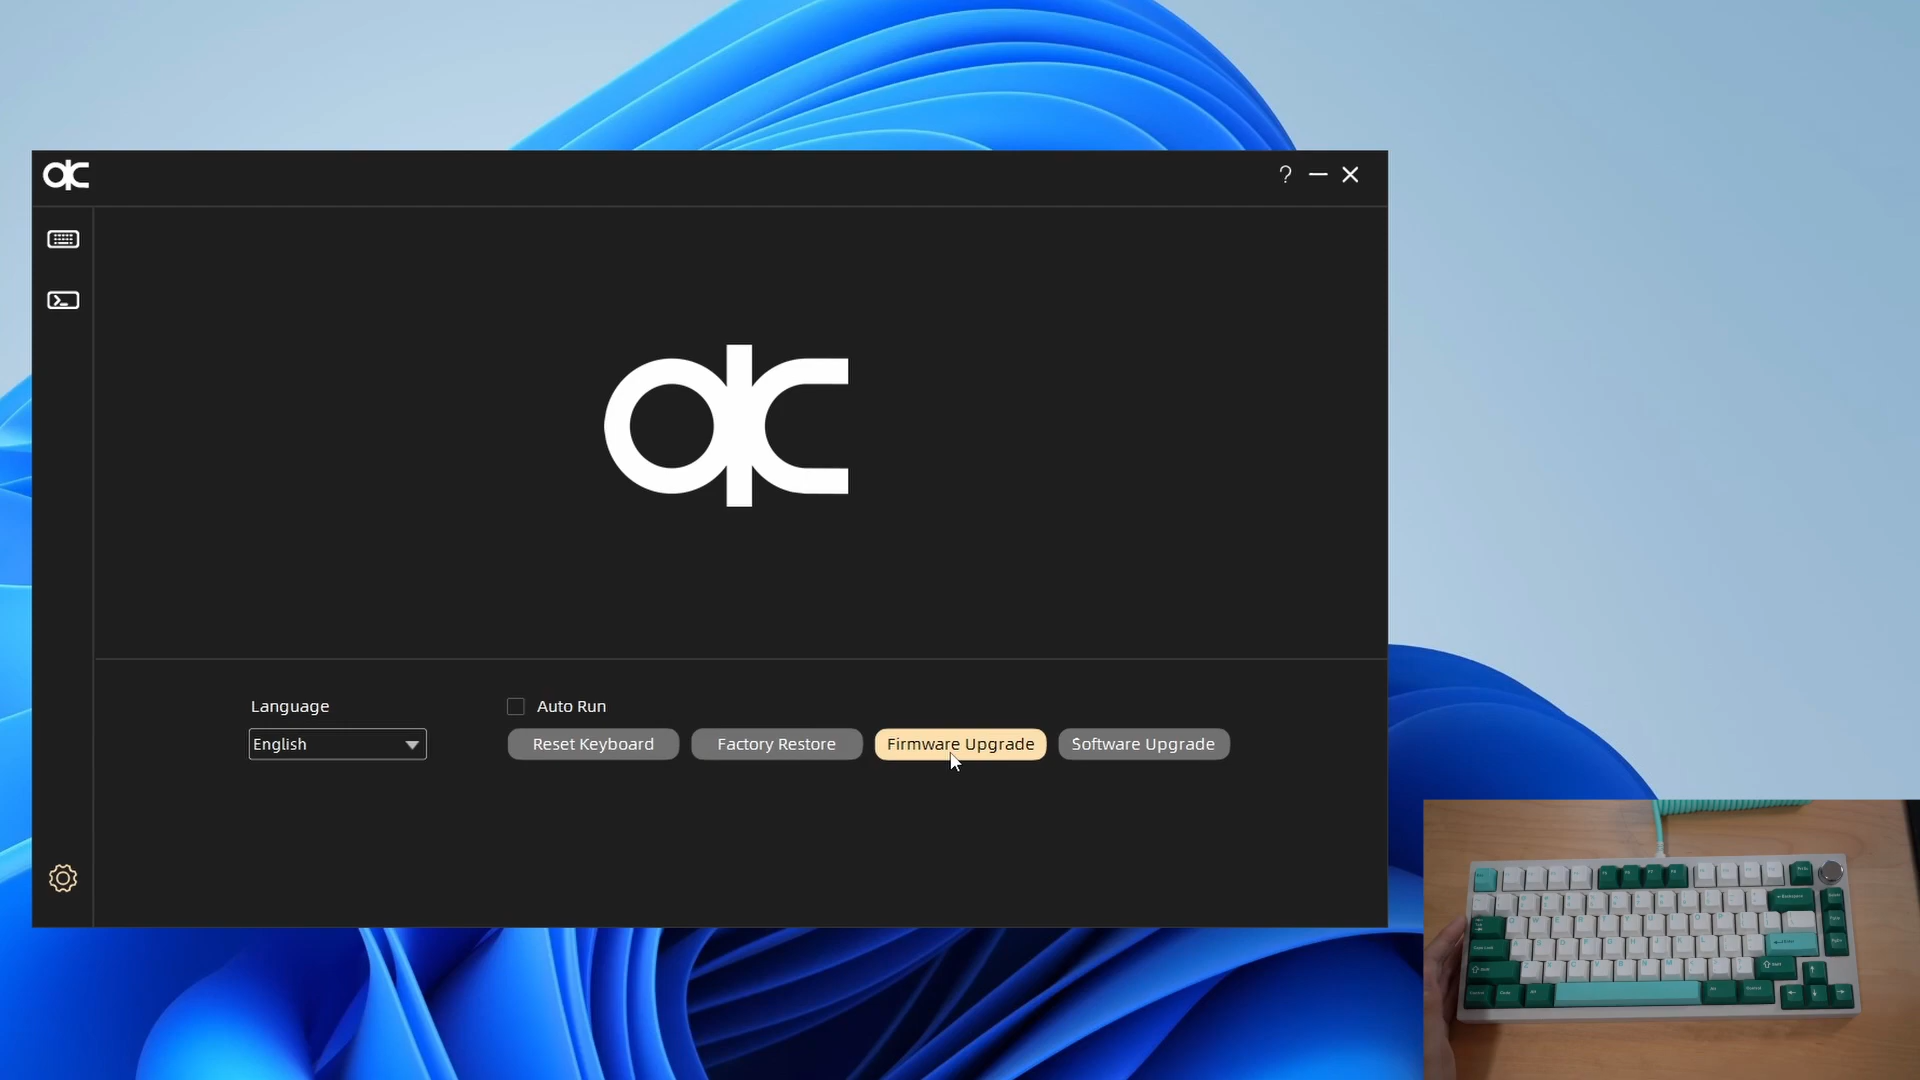 ?
Language
Auto Run
English
Reset Keyboard
Factory Restore
Firmware Upgrade
Software Upgrade